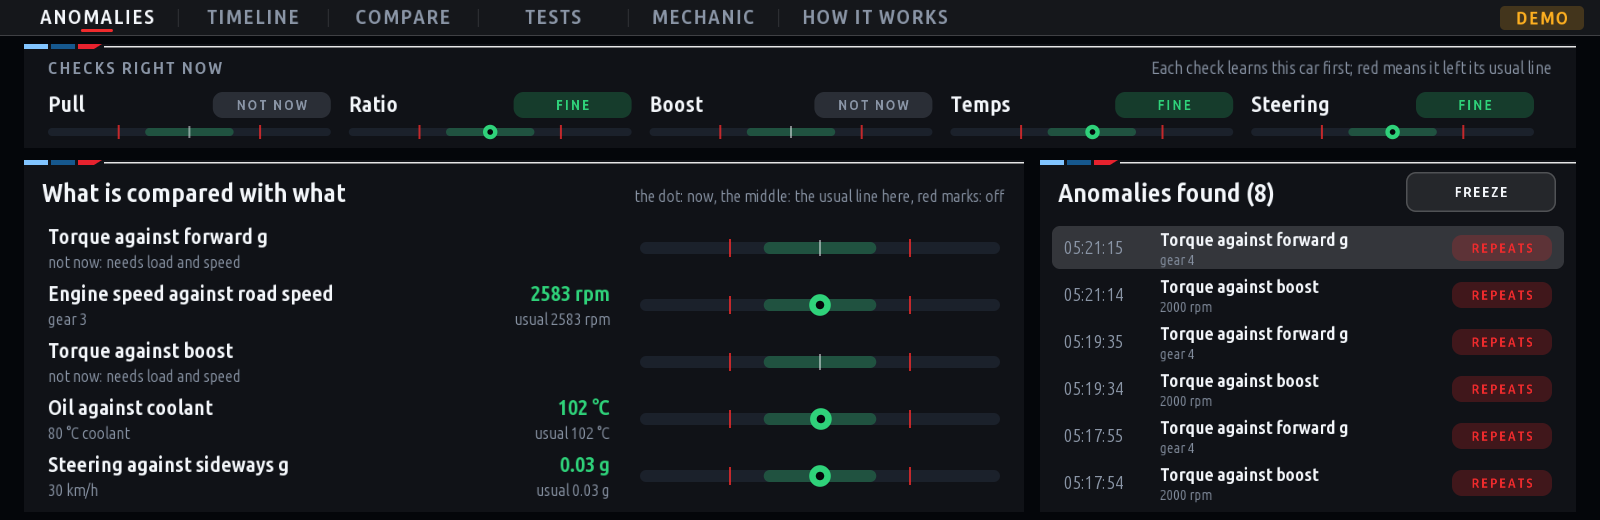 ANOMALIES TIMELINE COMPARE TESTS MECHANIC HOW IT WORKS DEMO
CHECKS RIGHT NOW
Each check learns this car first; red means it left its usual line
Pull NOT NOW Ratio FINE Boost NOT NOW Temps FINE Steering FINE
What is compared with what
the dot: now, the middle: the usual line here, red marks: off
Torque against forward g
not now: needs load and speed
Engine speed against road speed 2583 rpm
gear 3 usual 2583 rpm
Torque against boost
not now: needs load and speed
Oil against coolant 102 °C
80 °C coolant usual 102 °C
Steering against sideways g 0.03 g
30 km/h usual 0.03 g
Anomalies found (8) FREEZE
05:21:15 Torque against forward g REPEATS
gear 4
05:21:14 Torque against boost REPEATS
2000 rpm
05:19:35 Torque against forward g REPEATS
gear 4
05:19:34 Torque against boost REPEATS
2000 rpm
05:17:55 Torque against forward g REPEATS
gear 4
05:17:54 Torque against boost REPEATS
2000 rpm